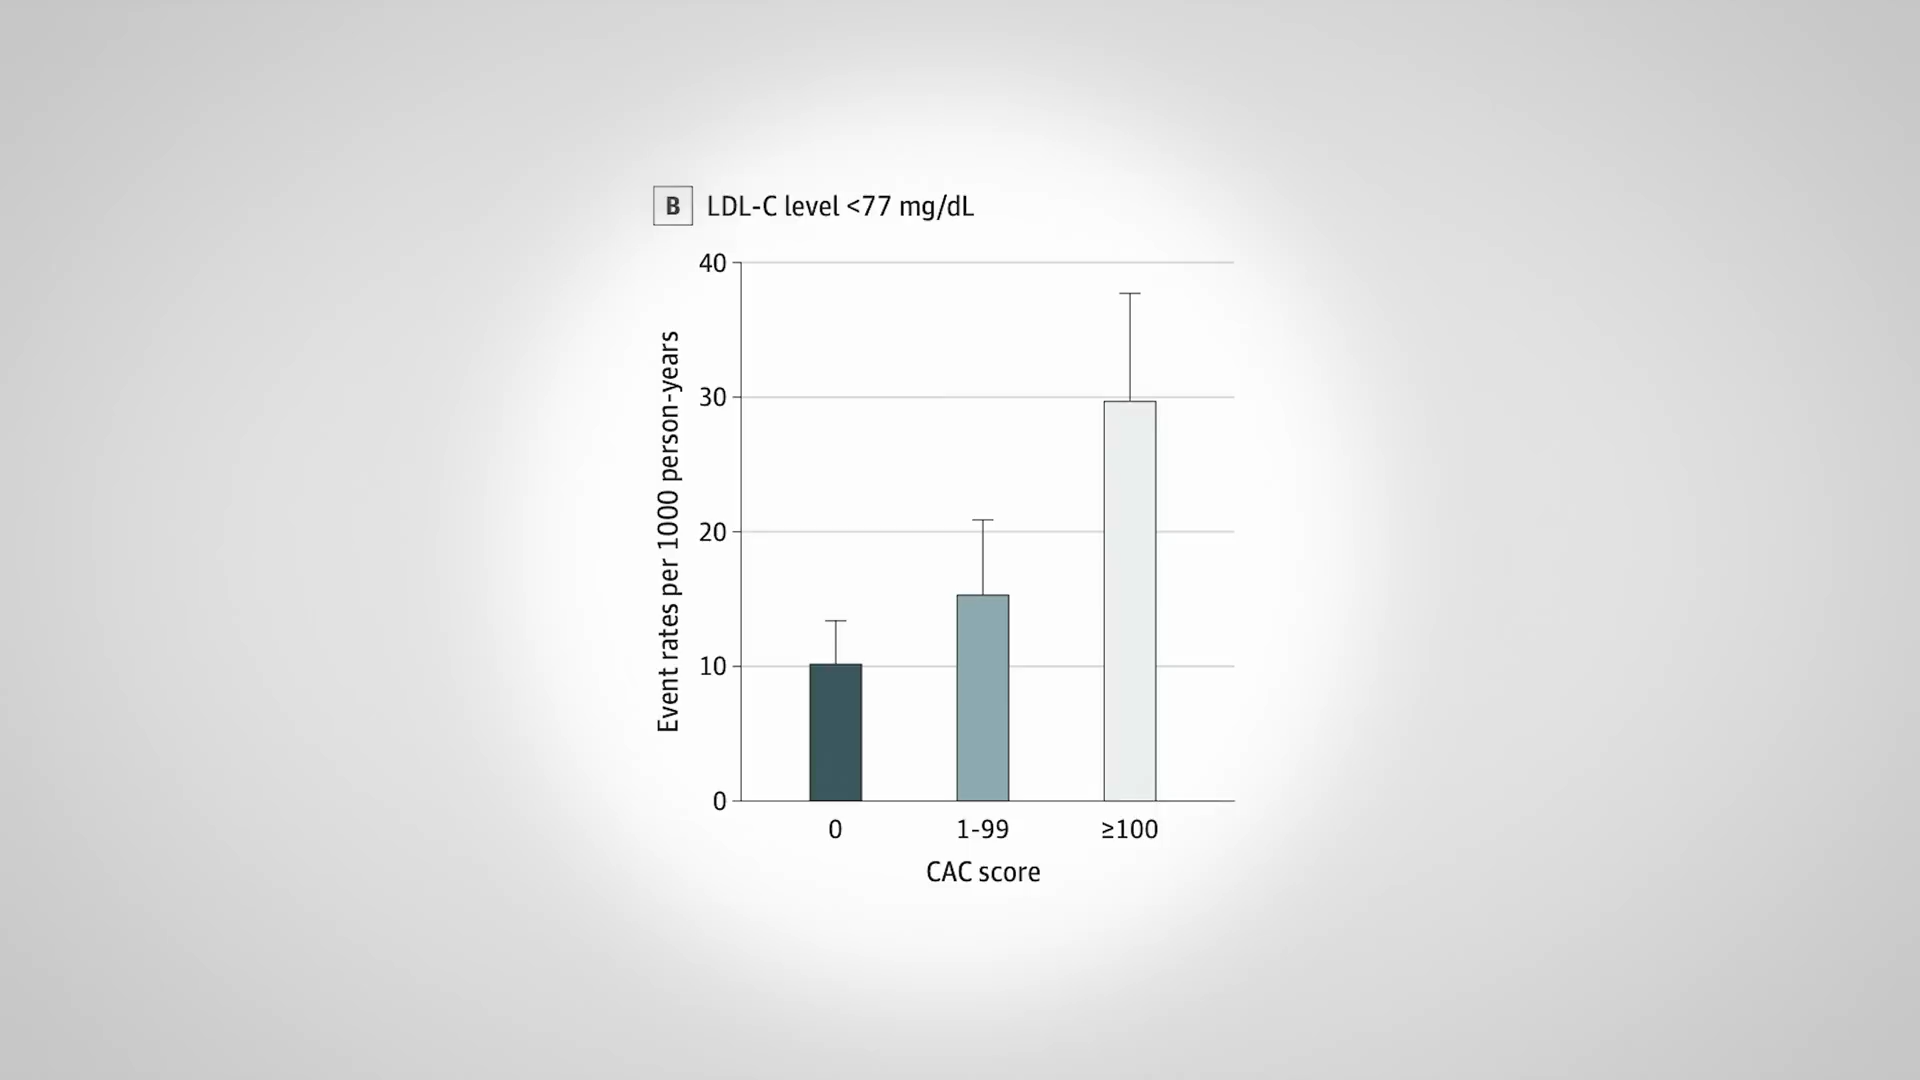 B LDL-C level <77 mg/dL
Event rates per 1000 person-years
40
30
20
10
0
0 1-99 ≥100
CAC score